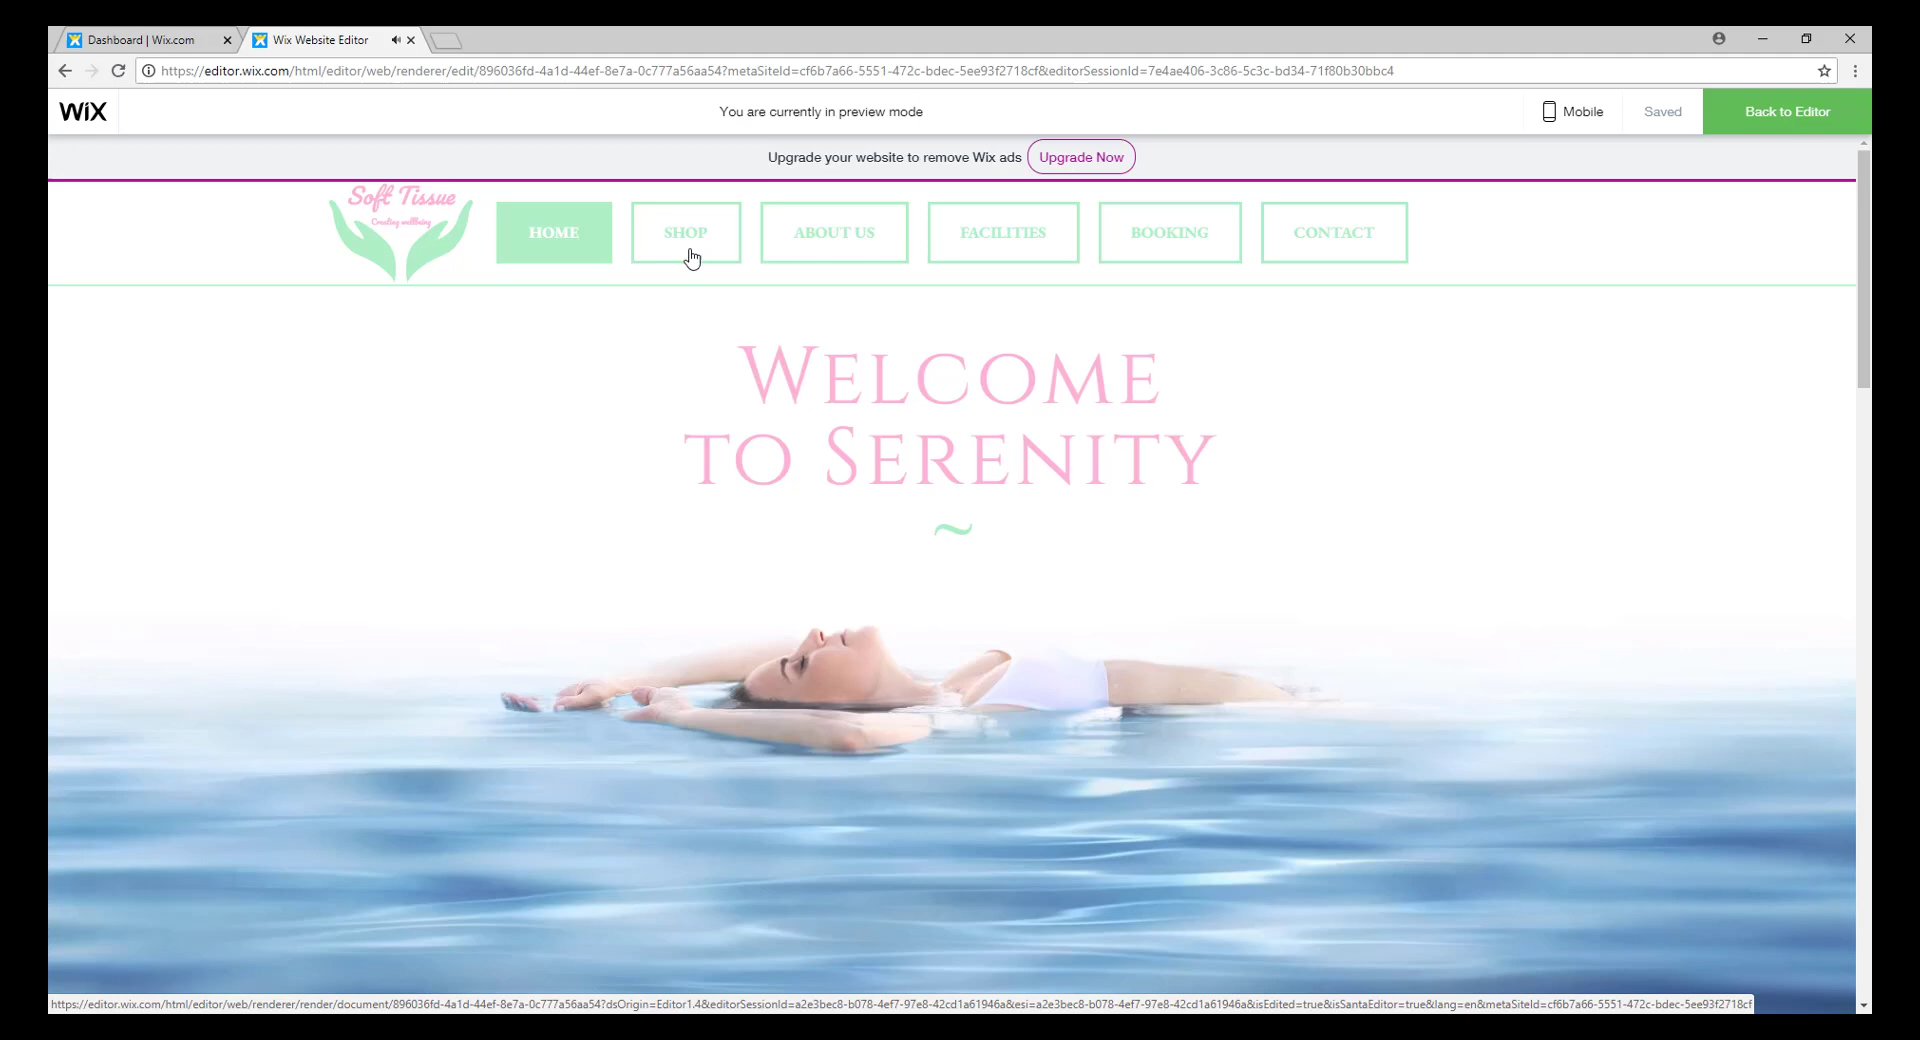 Dashboard | Wix.com
Wix Website Editor
https://editor.wix.com/html/editor/web/renderer/edit/896036fd-4a1d-44ef-8e7a-0c777a56aa54?metaSiteId=cf6b7a66-5551-472c-bdec-5ee93f2718cf&editorSessionId=7e4ae406-3c86-5c3c-bd34-71f80b30bbc4
WiX
You are currently in preview mode
Mobile
Saved
Back to Editor
Upgrade your website to remove Wix ads
Upgrade Now
Soft Tissue
Creating wellbeing
HOME
SHOP
ABOUT US
FACILITIES
BOOKING
CONTACT
WELCOME
TO SERENITY
~
https://editor.wix.com/html/editor/web/renderer/render/document/896036fd-4a1d-44ef-8e7a-0c777a56aa54?dsOrigin=Editor1.4&editorSessionId=a2e3bec8-b078-4ef7-97e8-42cd1a61946a&esi=a2e3bec8-b078-4ef7-97e8-42cd1a61946a&isEdited=true&isSantaEditor=true&lang=en&metaSiteId=cf6b7a66-5551-472c-bdec-5ee93f2718cf